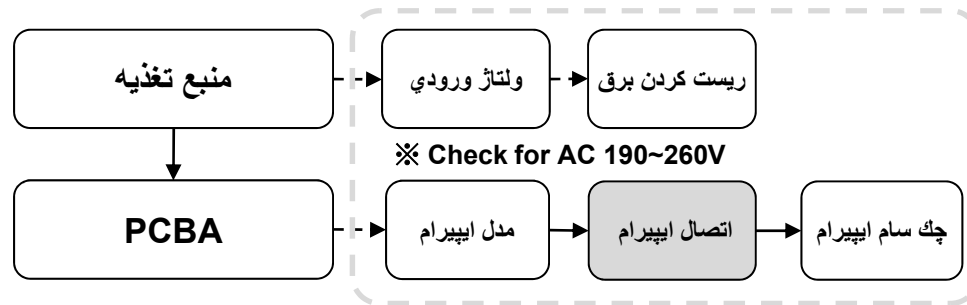 منبع تغذيه
ولتاژ ورودي
ريست كردن برق
※ Check for AC 190~260V
PCBA
مدل ايپيرام
اتصال ايپيرام
چك سام ايپيرام